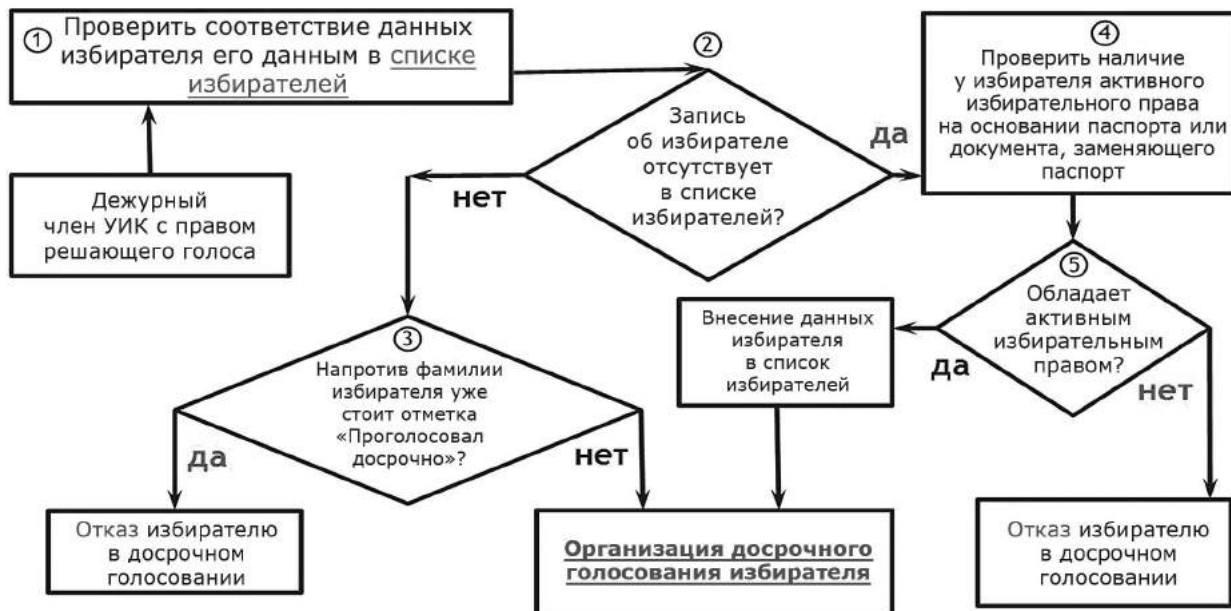 ① Проверить соответствие данных
избирателя его данным в списке
избирателей
Дежурный
член УИК с правом
решающего голоса
②
Запись
об избирателе
отсутствует
в списке
избирателей?
да
нет
④
Проверить наличие
у избирателя активного
избирательного права
на основании паспорта или
документа, заменяющего
паспорт
⑤
Обладает
активным
избирательным
правом?
да
нет
Внесение данных
избирателя
в список
избирателей
③
Напротив фамилии
избирателя уже
стоит отметка
«Проголосовал
досрочно»?
да
нет
Отказ избирателю
в досрочном
голосовании
Организация досрочного
голосования избирателя
Отказ избирателю
в досрочном
голосовании